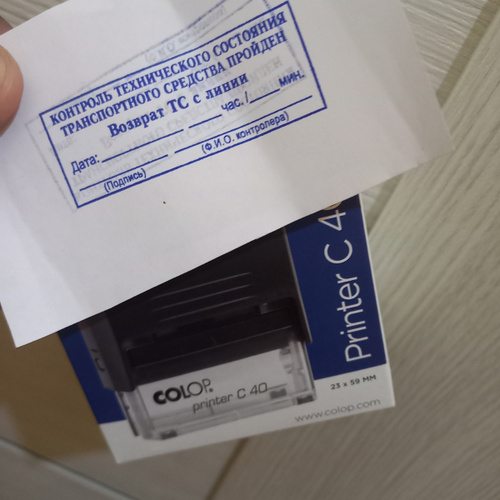 КОНТРОЛЬ ТЕХНИЧЕСКОГО СОСТОЯНИЯ
ТРАНСПОРТНОГО СРЕДСТВА ПРОЙДЕН
Возврат ТС с линии
Дата: час. / мин.
(Подпись) (Ф.И.О. контролера)
Printer C 40
23 x 59 MM
COLOP.
printer C 40
www.colop.com